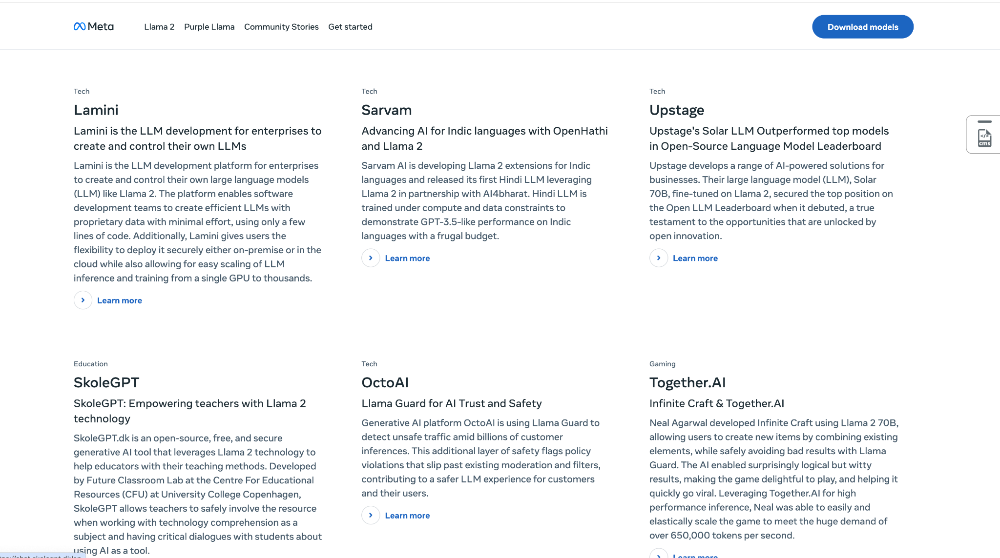 Meta
Llama 2 Purple Llama Community Stories Get started
Download models
cms
Tech
Lamini
Lamini is the LLM development for enterprises to
create and control their own LLMs
Lamini is the LLM development platform for enterprises
to create and control their own large language models
(LLM) like Llama 2. The platform enables software
development teams to create efficient LLMs with
proprietary data with minimal effort, using only a few
lines of code. Additionally, Lamini gives users the
flexibility to deploy it securely either on-premise or in the
cloud while also allowing for easy scaling of LLM
inference and training from a single GPU to thousands.
Learn more
Tech
Sarvam
Advancing AI for Indic languages with OpenHathi
and Llama 2
Sarvam AI is developing Llama 2 extensions for Indic
languages and released its first Hindi LLM leveraging
Llama 2 in partnership with AI4bharat. Hindi LLM is
trained under compute and data constraints to
demonstrate GPT-3.5-like performance on Indic
languages with a frugal budget.
Learn more
Tech
Upstage
Upstage's Solar LLM Outperformed top models
in Open-Source Language Model Leaderboard
Upstage develops a range of AI-powered solutions for
businesses. Their large language model (LLM), Solar
70B, fine-tuned on Llama 2, secured the top position on
the Open LLM Leaderboard when it debuted, a true
testament to the opportunities that are unlocked by
open innovation.
Learn more
Education
SkoleGPT
SkoleGPT: Empowering teachers with Llama 2
technology
SkoleGPT.dk is an open-source, free, and secure
generative AI tool that leverages Llama 2 technology to
help educators with their teaching methods. Developed
by Future Classroom Lab at the Centre For Educational
Resources (CFU) at University College Copenhagen,
SkoleGPT allows teachers to safely involve the resource
when working with technology comprehension as a
subject and having critical dialogues with students about
using AI as a tool.
Tech
OctoAI
Llama Guard for AI Trust and Safety
Generative AI platform OctoAI is using Llama Guard to
detect unsafe traffic amid billions of customer
inferences. This additional layer of safety flags policy
violations that slip past existing moderation and filters,
contributing to a safer LLM experience for customers
and their users.
Learn more
Gaming
Together.AI
Infinite Craft & Together.AI
Neal Agarwal developed Infinite Craft using Llama 2 70B,
allowing users to create new items by combining existing
elements, while safely avoiding bad results with Llama
Guard. The AI enabled surprisingly logical but witty
results, making the game delightful to play, and helping it
quickly go viral. Leveraging Together.AI for high
performance inference, Neal was able to easily and
elastically scale the game to meet the huge demand of
over 650,000 tokens per second.
Learn more